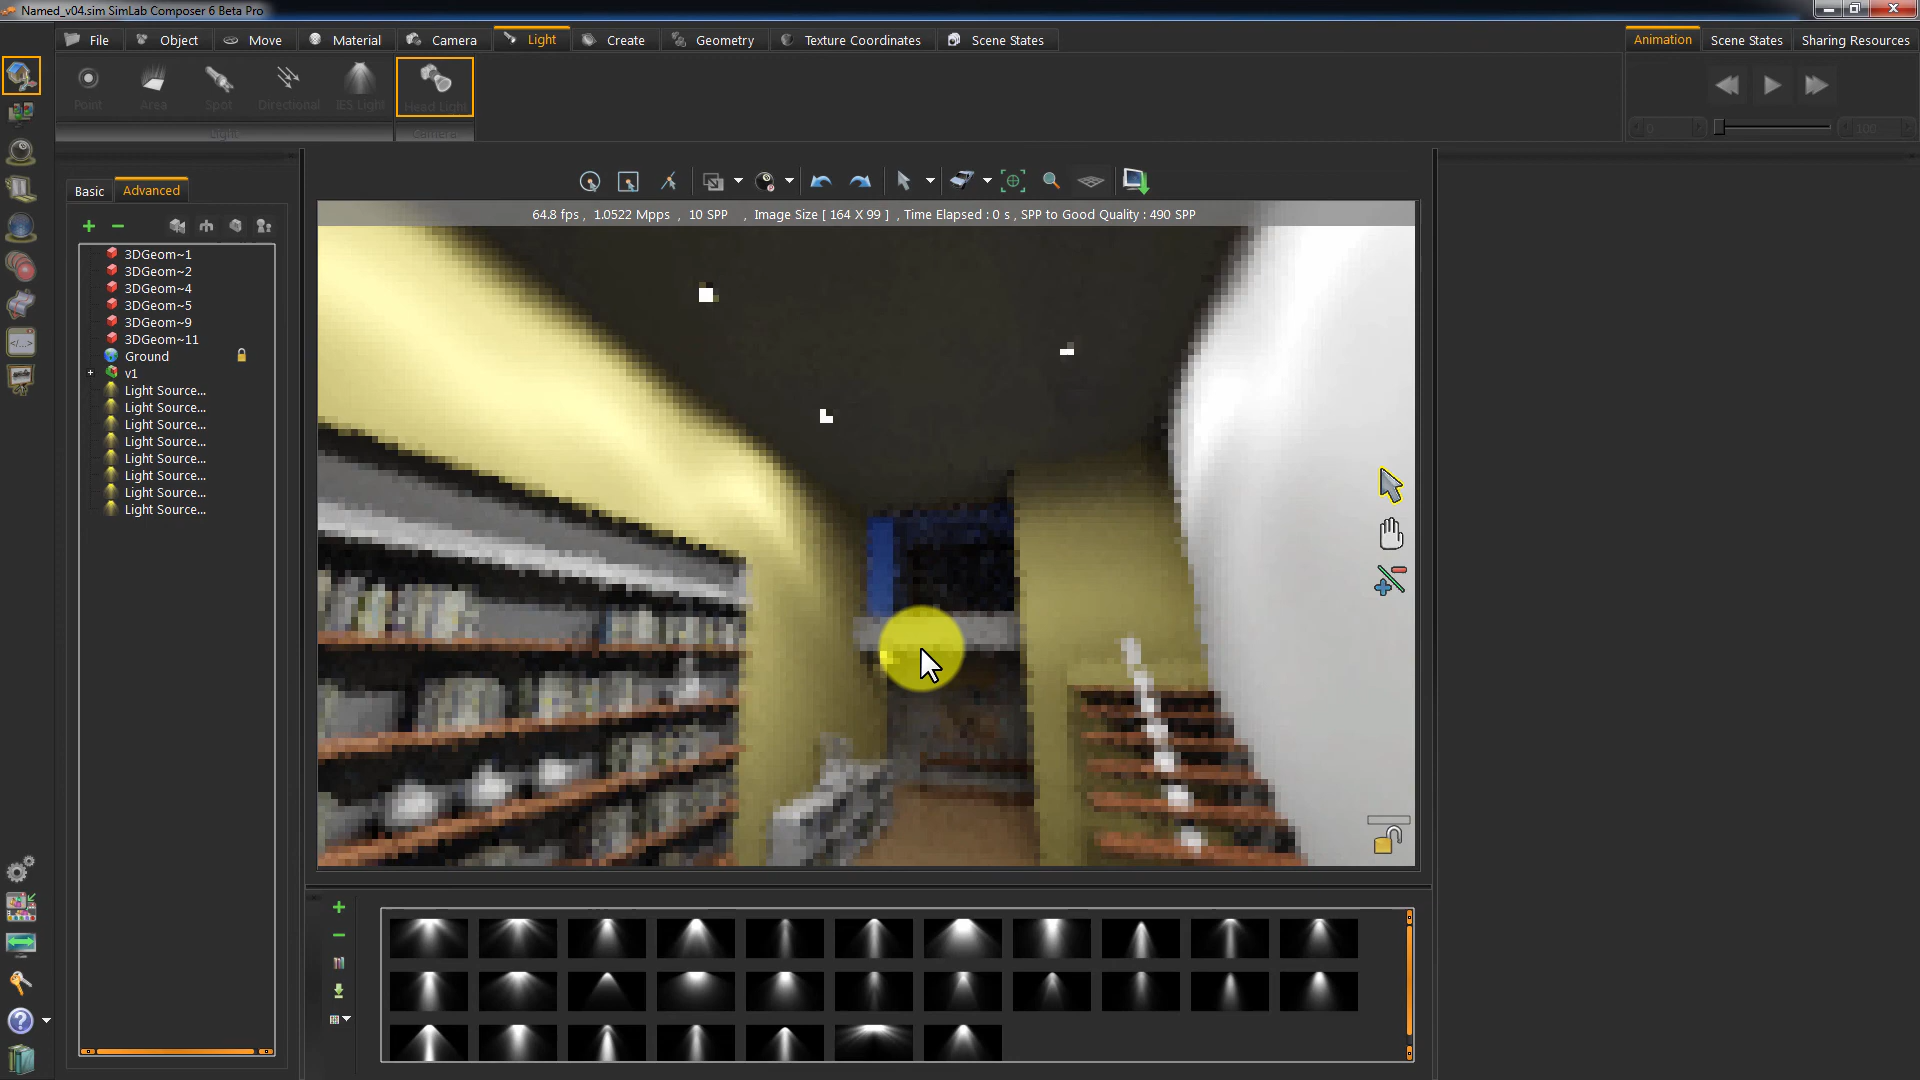 Named_v04.sim SimLab Composer 6 Beta Pro
File Object Move Material Camera Light Create Geometry Texture Coordinates Scene States
Animation Scene States Sharing Resources
Point Area Spot Directional IES Light Head Light
Light Camera
0 100
Basic Advanced
64.8 fps , 1.0522 Mpps , 10 SPP , Image Size [ 164 X 99 ] , Time Elapsed : 0 s , SPP to Good Quality : 490 SPP
3DGeom~1
3DGeom~2
3DGeom~4
3DGeom~5
3DGeom~9
3DGeom~11
Ground
v1
Light Source...
Light Source...
Light Source...
Light Source...
Light Source...
Light Source...
Light Source...
Light Source...